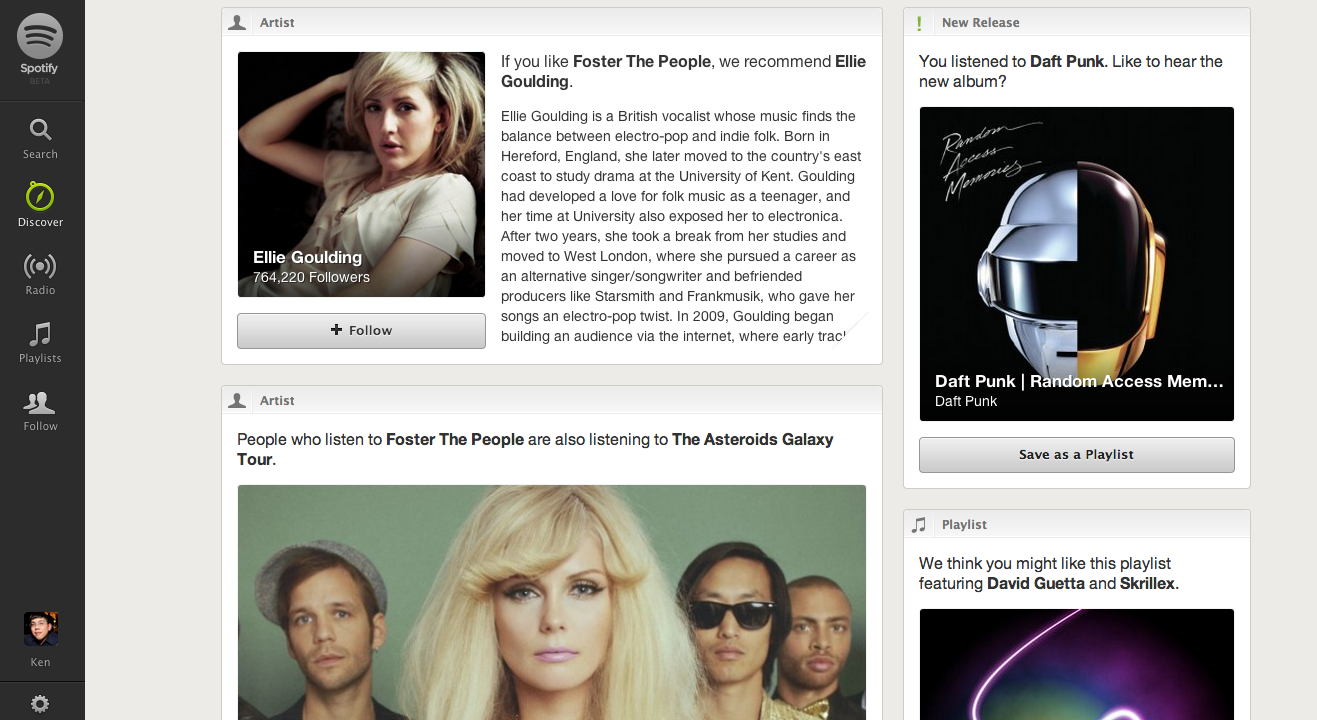 Spotify
BETA
Search
Discover
Radio
Playlists
Follow
Ken
Artist
Ellie Goulding
764,220 Followers
Follow
If you like Foster The People, we recommend Ellie
Goulding.
Ellie Goulding is a British vocalist whose music finds the
balance between electro-pop and indie folk. Born in
Hereford, England, she later moved to the country's east
coast to study drama at the University of Kent. Goulding
had developed a love for folk music as a teenager, and
her time at University also exposed her to electronica.
After two years, she took a break from her studies and
moved to West London, where she pursued a career as
an alternative singer/songwriter and befriended
producers like Starsmith and Frankmusik, who gave her
songs an electro-pop twist. In 2009, Goulding began
building an audience via the internet, where early
Artist
People who listen to Foster The People are also listening to The Asteroids Galaxy
Tour.
New Release
You listened to Daft Punk. Like to hear the
new album?
Random
Access
Memories
Daft Punk | Random Access Mem...
Daft Punk
Save as a Playlist
Playlist
We think you might like this playlist
featuring David Guetta and Skrillex.